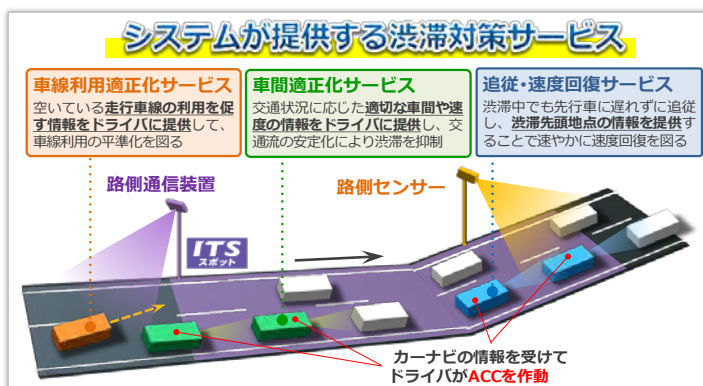 システムが提供する渋滞対策サービス
車線利用適正化サービス
空いている走行車線の利用を促
す情報をドライバに提供して、
車線利用の平準化を図る
車間適正化サービス
交通状況に応じた適切な車間や速
度の情報をドライバに提供し、交
通流の安定化により渋滞を抑制
追従・速度回復サービス
渋滞中でも先行車に遅れずに追従
し、渋滞先頭地点の情報を提供す
ることで速やかに速度回復を図る
路側通信装置
路側センサー
ITS
スポット
カーナビの情報を受けて
ドライバがACCを作動